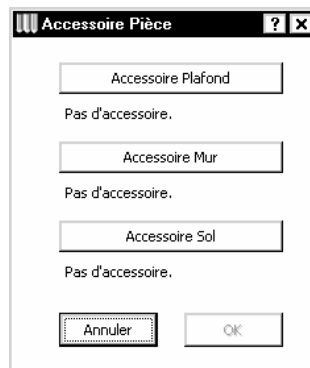 Accessoire Pièce
Accessoire Plafond
Pas d'accessoire.
Accessoire Mur
Pas d'accessoire.
Accessoire Sol
Pas d'accessoire.
Annuler OK